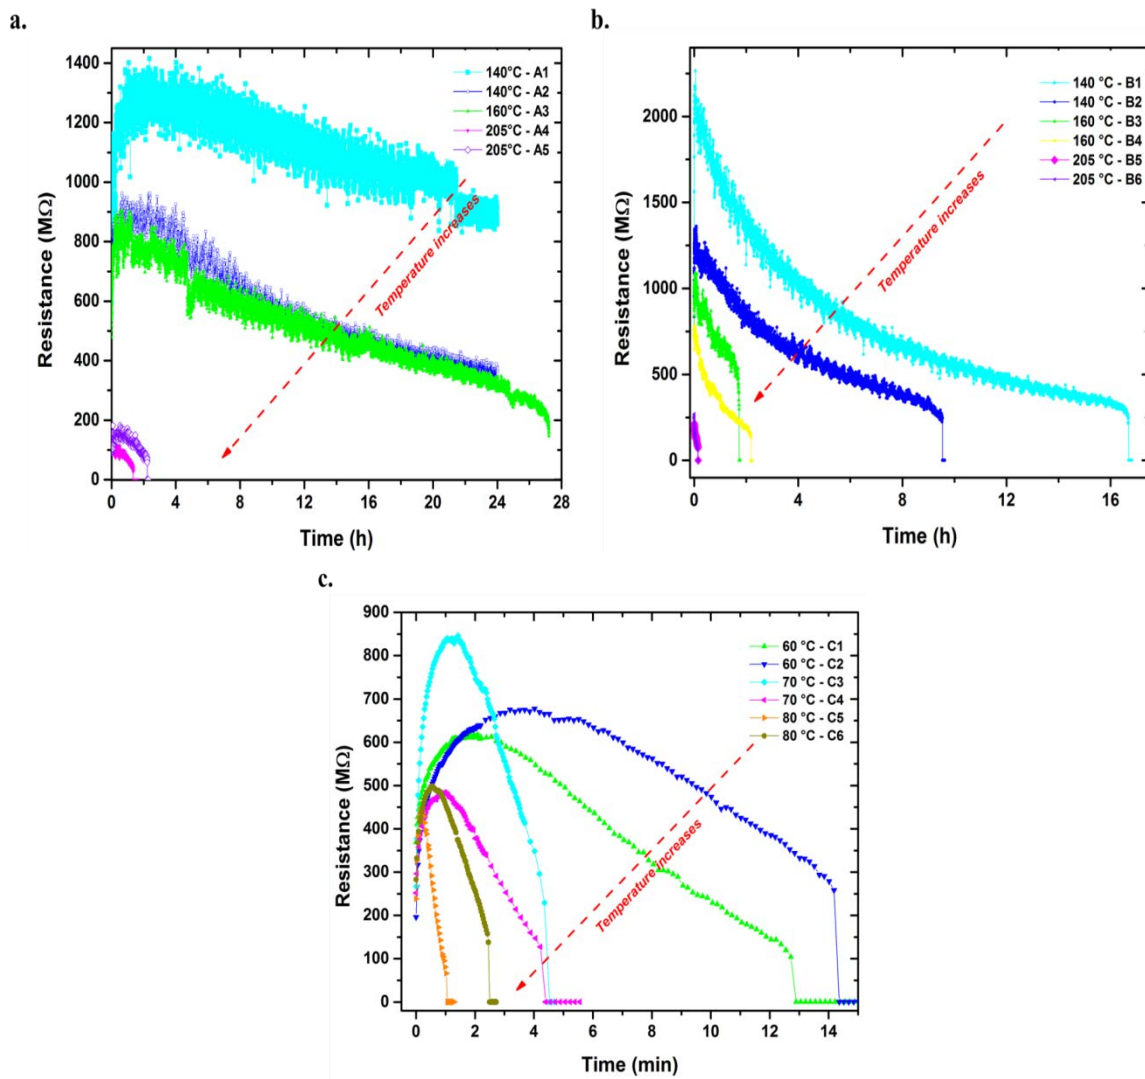 a.
1400
1200
1000
800
600
400
200
0
Resistance (MΩ)
0 4 8 12 16 20 24 28
Time (h)
140°C - A1
140°C - A2
160°C - A3
205°C - A4
205°C - A5
Temperature increases
b.
2000
1500
1000
500
0
Resistance (MΩ)
0 4 8 12 16
Time (h)
140 °C - B1
140 °C - B2
160 °C - B3
160 °C - B4
205 °C - B5
205 °C - B6
Temperature increases
c.
900
800
700
600
500
400
300
200
100
0
Resistance (MΩ)
0 2 4 6 8 10 12 14
Time (min)
60 °C - C1
60 °C - C2
70 °C - C3
70 °C - C4
80 °C - C5
80 °C - C6
Temperature increases